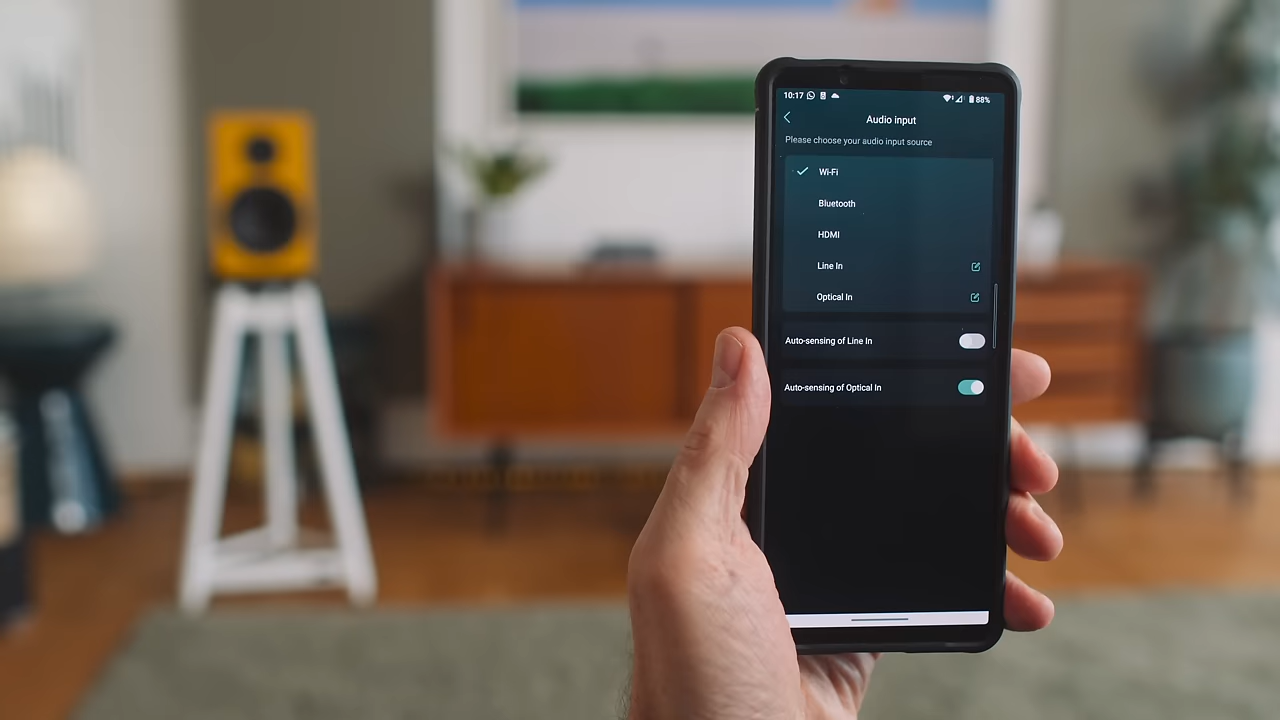 10:17 88%
Audio input
Please choose your audio input source
Wi-Fi
Bluetooth
HDMI
Line In
Optical In
Auto-sensing of Line In
Auto-sensing of Optical In